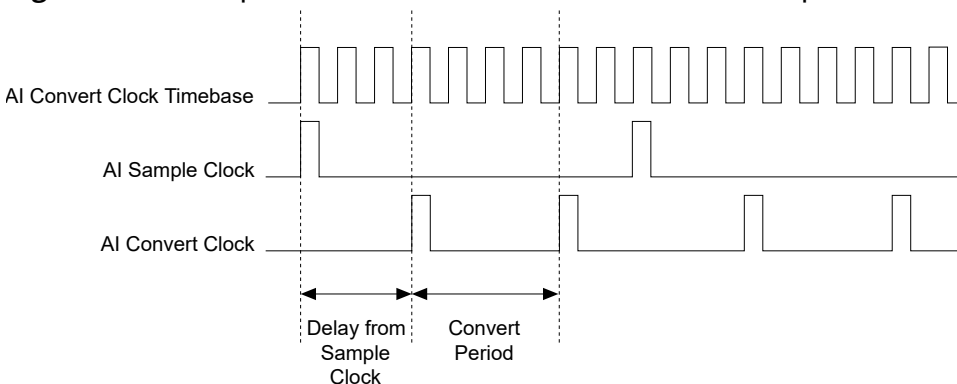 AI Convert Clock Timebase
AI Sample Clock
AI Convert Clock
Delay from
Sample
Clock
Convert
Period